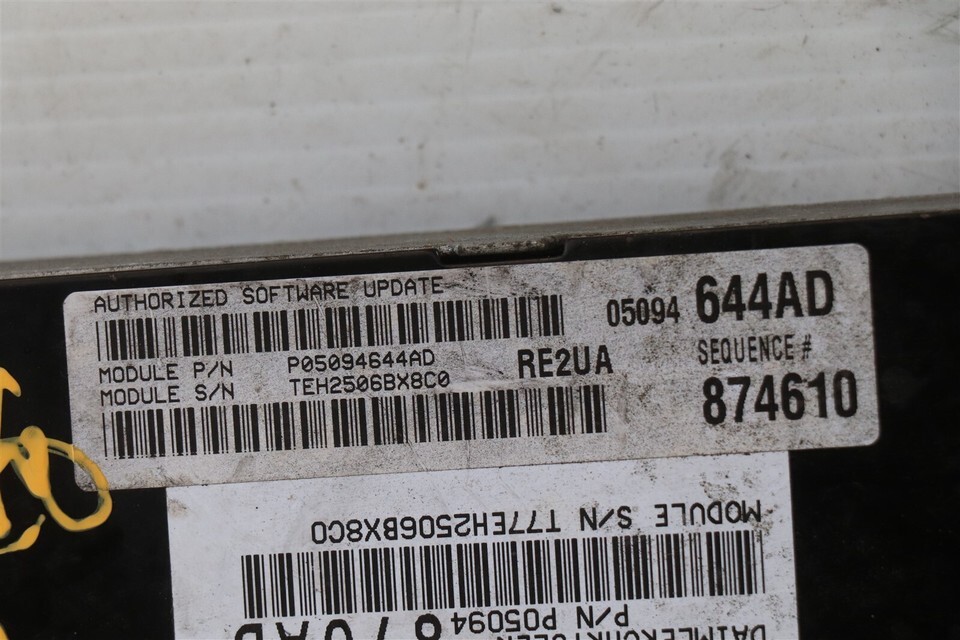 AUTHORIZED SOFTWARE UPDATE
05094 644AD
MODULE P/N P05094644AD
MODULE S/N TEH2506BX8C0
RE2UA
SEQUENCE #
874610
MODULE S/N T77EH2506BX8C0
P/N P05094